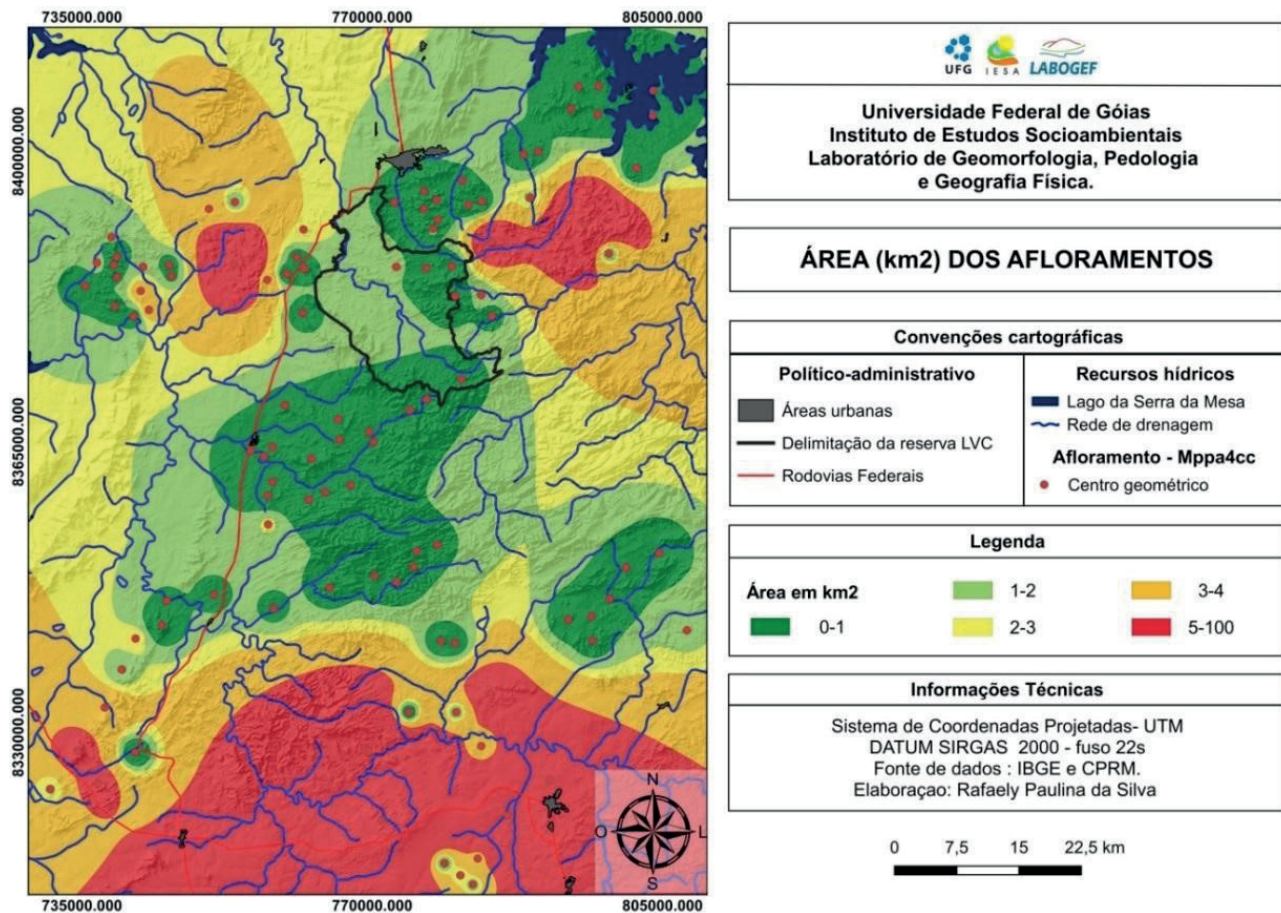 735000.000 770000.000 805000.000
8400000.000
8365000.000
8330000.000
735000.000 770000.000 805000.000
N
O L
S
UFG IESA LABOGEF
Universidade Federal de Góias
Instituto de Estudos Socioambientais
Laboratório de Geomorfologia, Pedologia
e Geografia Física.
ÁREA (km2) DOS AFLORAMENTOS
Convenções cartográficas
Político-administrativo
Áreas urbanas
Delimitação da reserva LVC
Rodovias Federais
Recursos hídricos
Lago da Serra da Mesa
Rede de drenagem
Afloramento - Mppa4cc
Centro geométrico
Legenda
Área em km2
0-1
1-2
2-3
3-4
5-100
Informações Técnicas
Sistema de Coordenadas Projetadas- UTM
DATUM SIRGAS 2000 - fuso 22s
Fonte de dados : IBGE e CPRM.
Elaboraçao: Rafaely Paulina da Silva
0 7,5 15 22,5 km